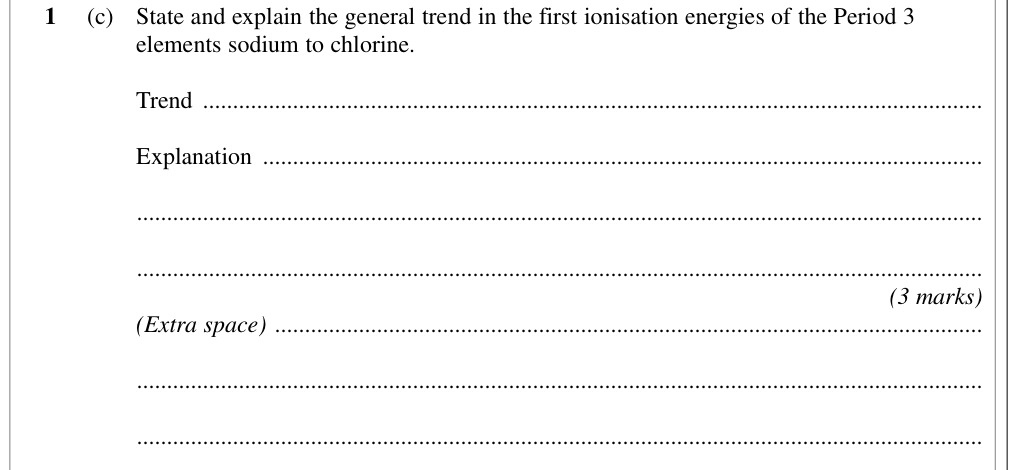 1 (c) State and explain the general trend in the first ionisation energies of the Period 3
elements sodium to chlorine.
Trend ....................................................................................................................................
Explanation ..........................................................................................................................
................................................................................................................................................
................................................................................................................................................
(3 marks)
(Extra space) ........................................................................................................................
................................................................................................................................................
................................................................................................................................................